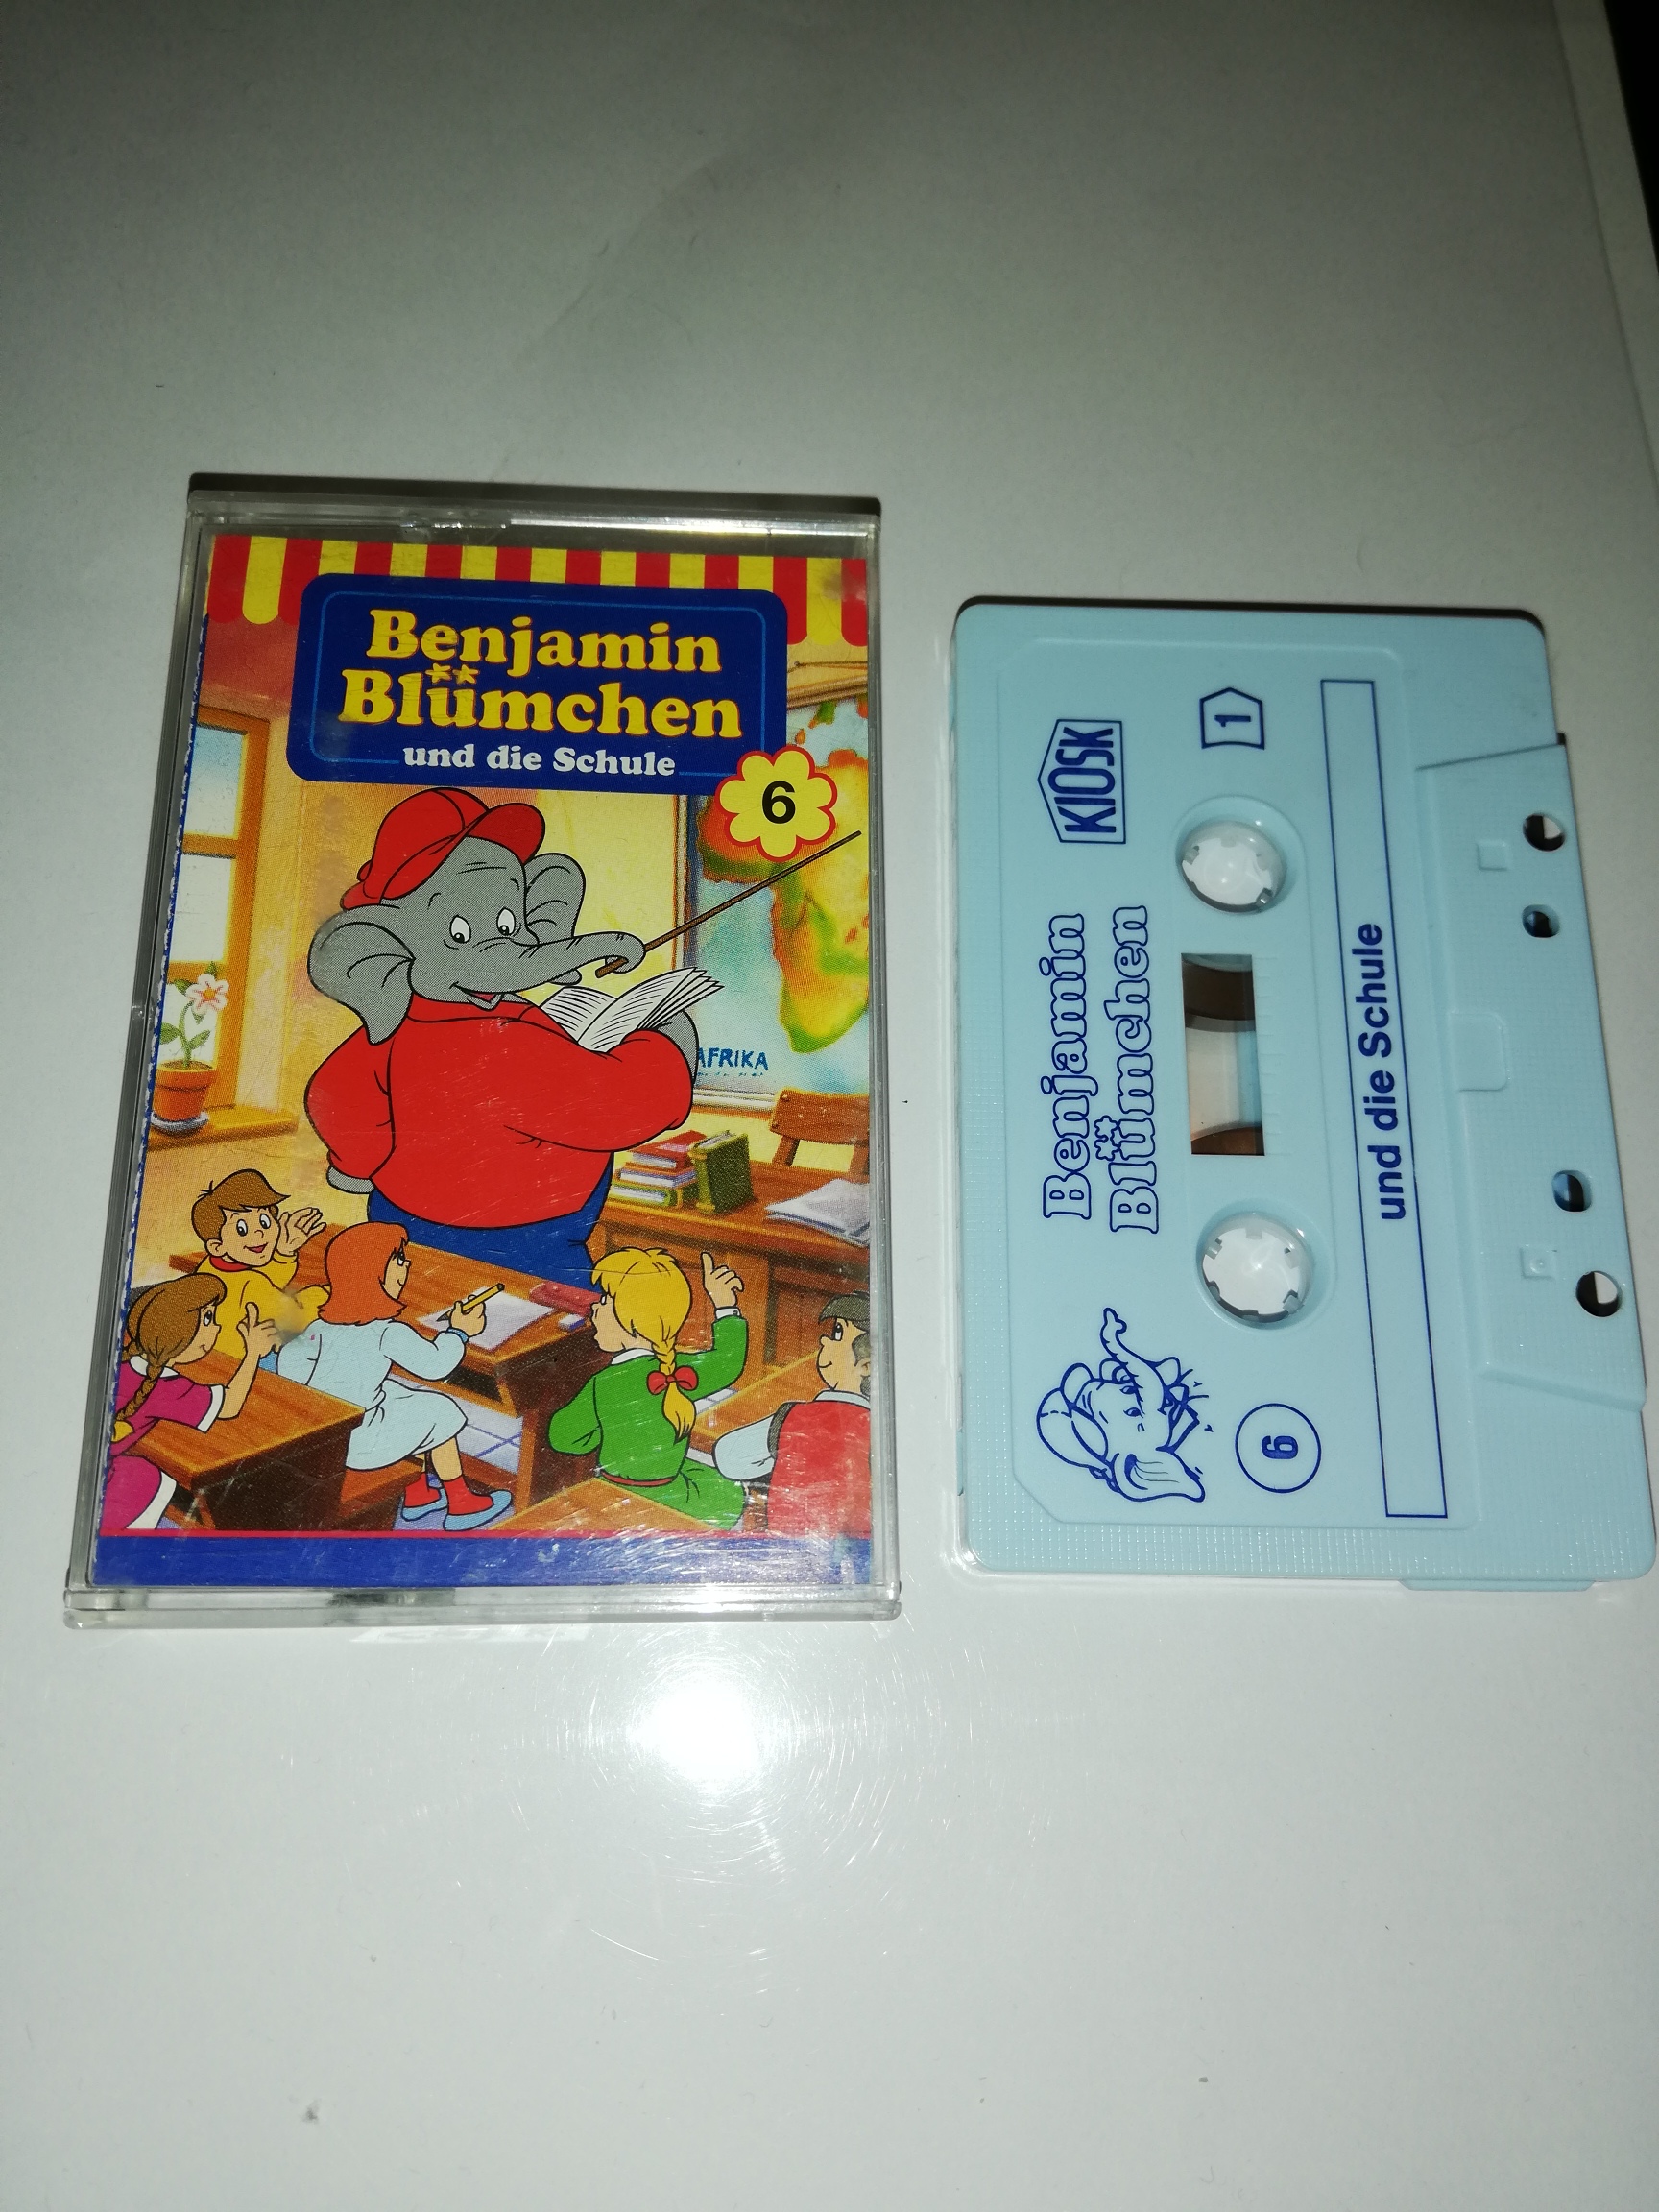 Benjamin
Blümchen
und die Schule
6
AFRIKA
KIOSK
1
Benjamin
Blümchen
6
und die Schule